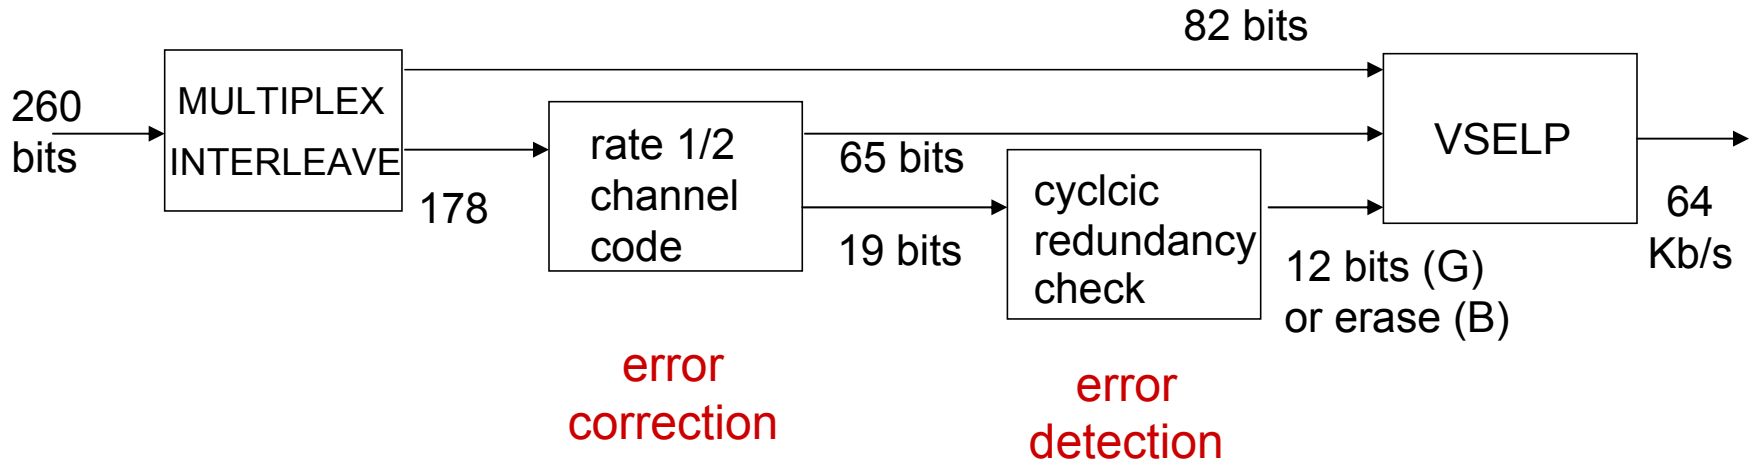 82 bits
260
bits
MULTIPLEX
INTERLEAVE
178
rate 1/2
channel
code
65 bits
19 bits
cyclcic
redundancy
check
12 bits (G)
or erase (B)
VSELP
64
Kb/s
error
correction
error
detection